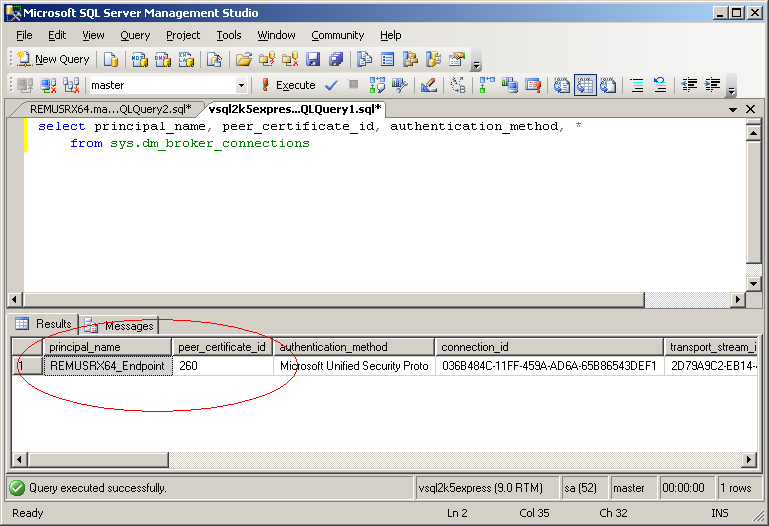 Microsoft SQL Server Management Studio
File Edit View Query Project Tools Window Community Help
New Query
master Execute
REMUSRX64.ma...QLQuery2.sql* vsql2k5expres...QLQuery1.sql*
select principal_name, peer_certificate_id, authentication_method, *
from sys.dm_broker_connections
Results Messages
principal_name peer_certificate_id authentication_method connection_id transport_stream_i
1 REMUSRX64_Endpoint 260 Microsoft Unified Security Proto 036B484C-11FF-459A-AD6A-65B86543DEF1 2D79A9C2-EB14-
Query executed successfully. vsql2k5express (9.0 RTM) sa (52) master 00:00:00 1 rows
Ready Ln 2 Col 35 Ch 32 INS